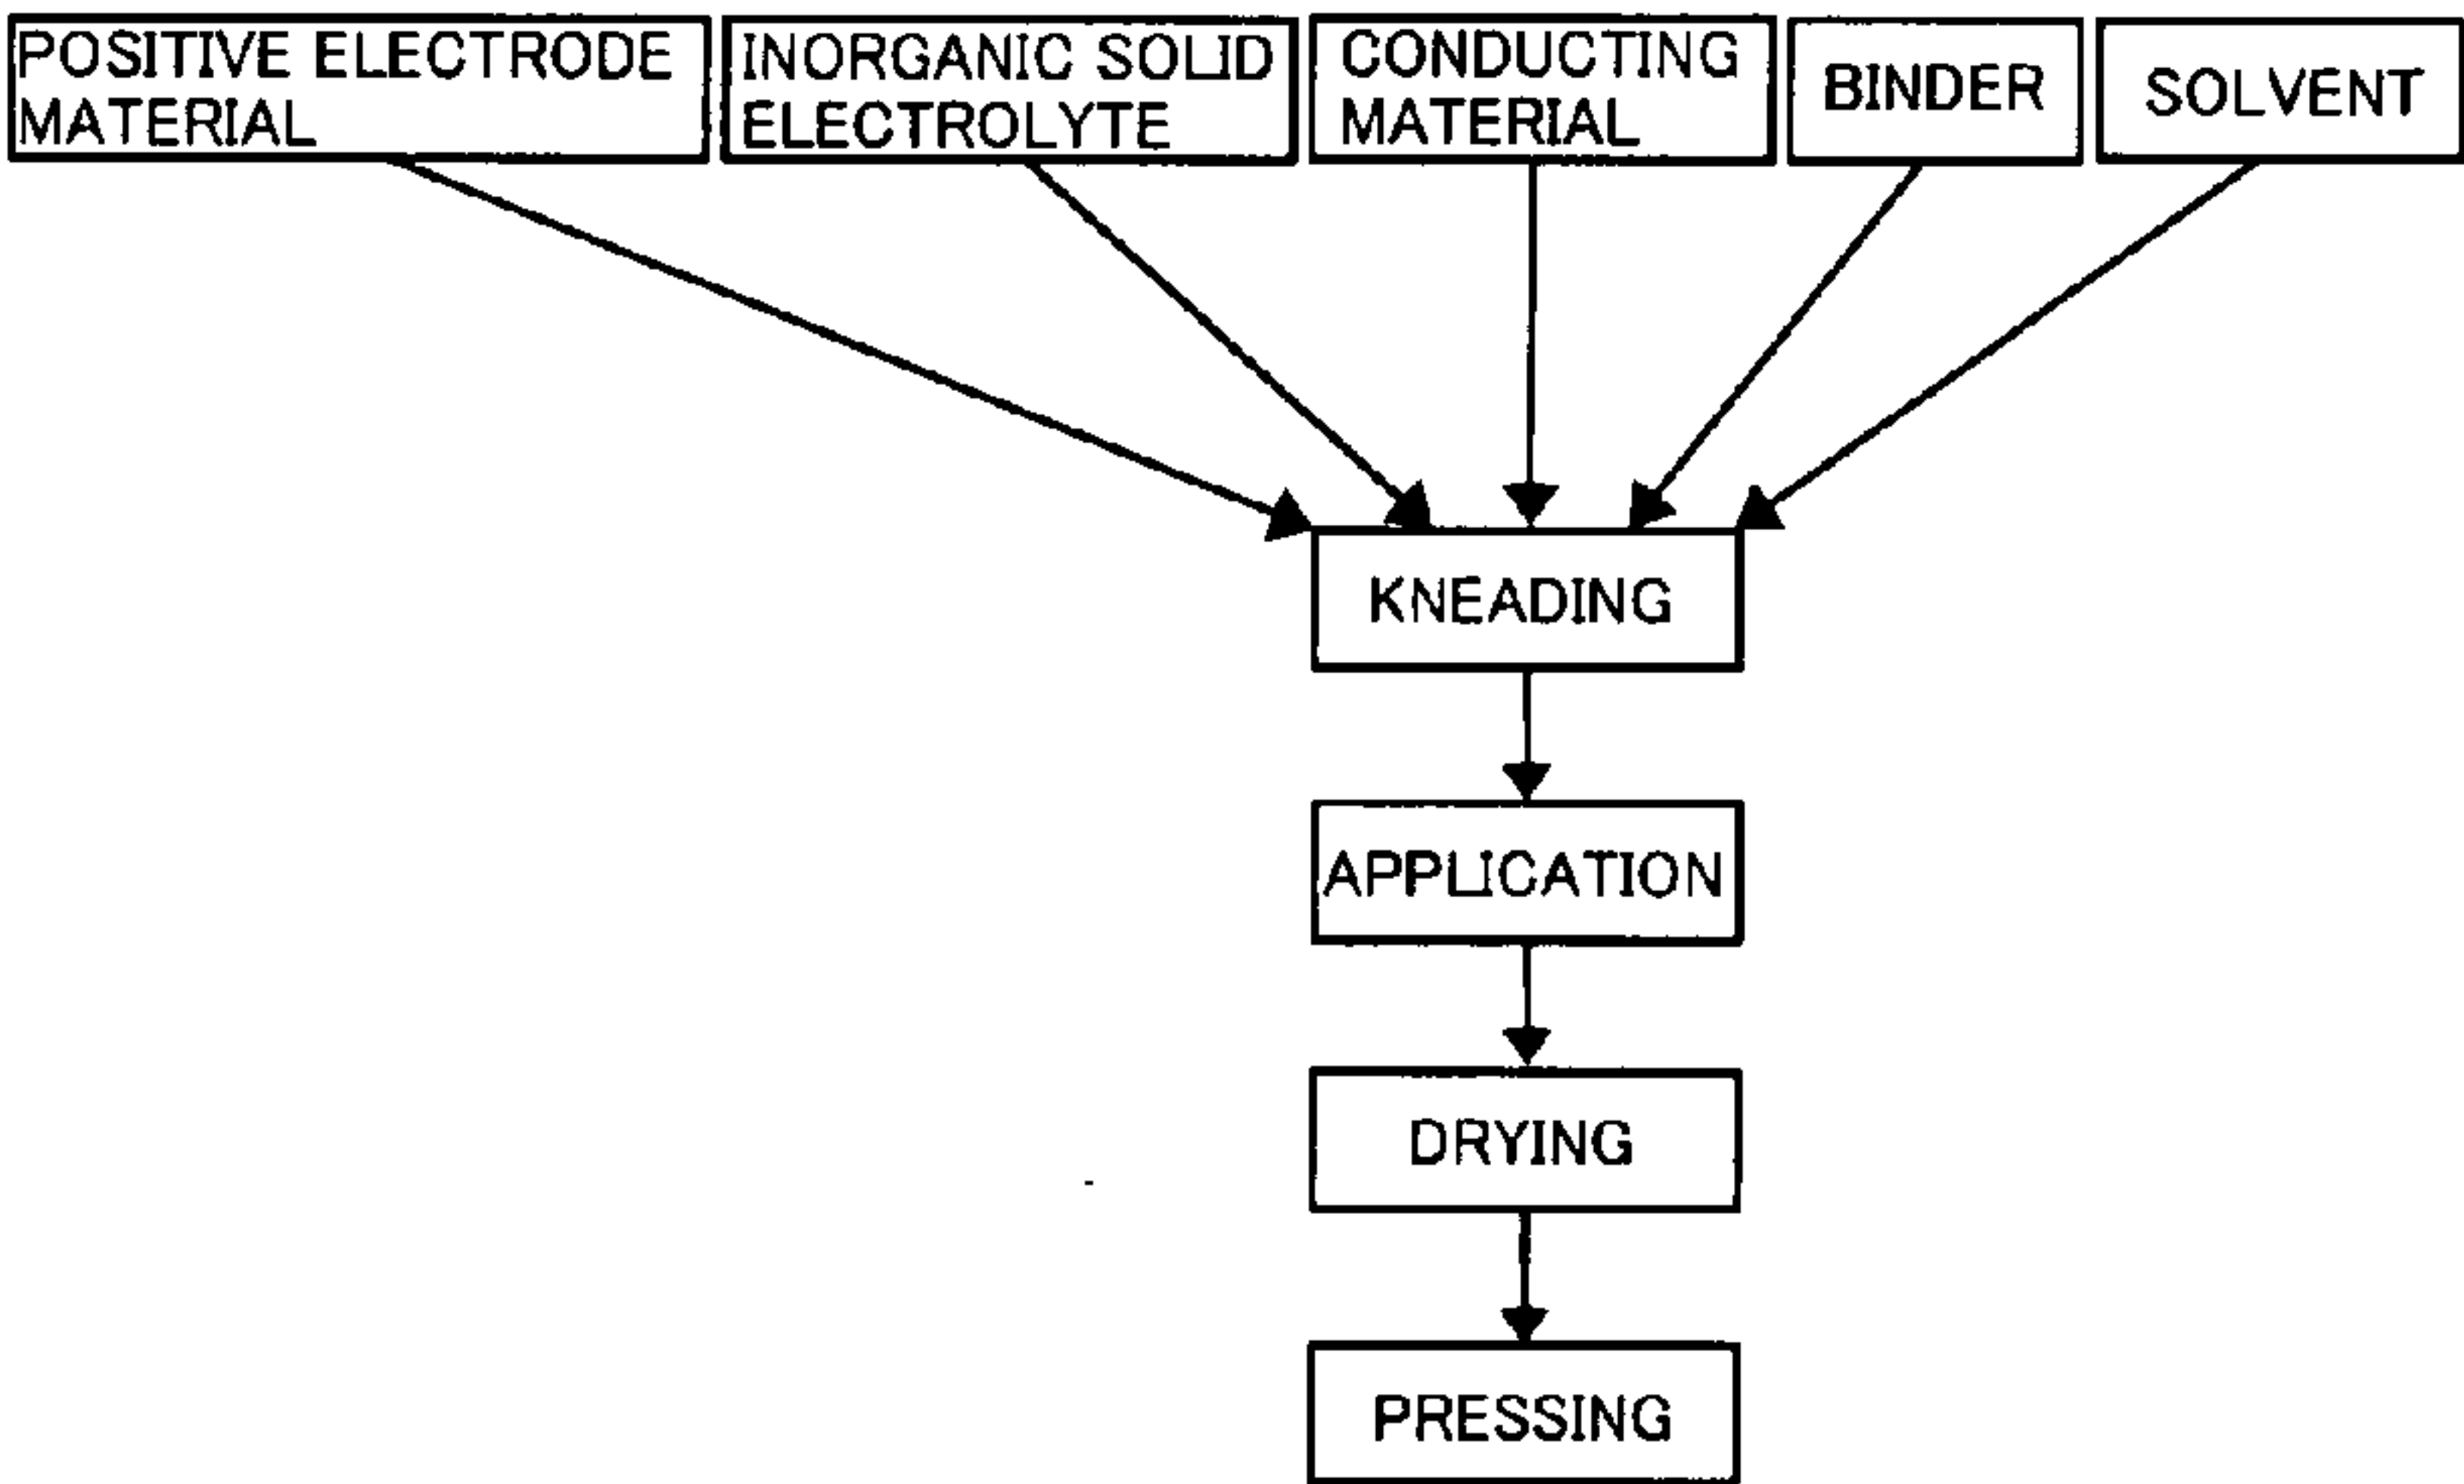 POSITIVE ELECTRODE
MATERIAL
INORGANIC SOLID
ELECTROLYTE
CONDUCTING
MATERIAL
BINDER
SOLVENT
KNEADING
APPLICATION
DRYING
PRESSING